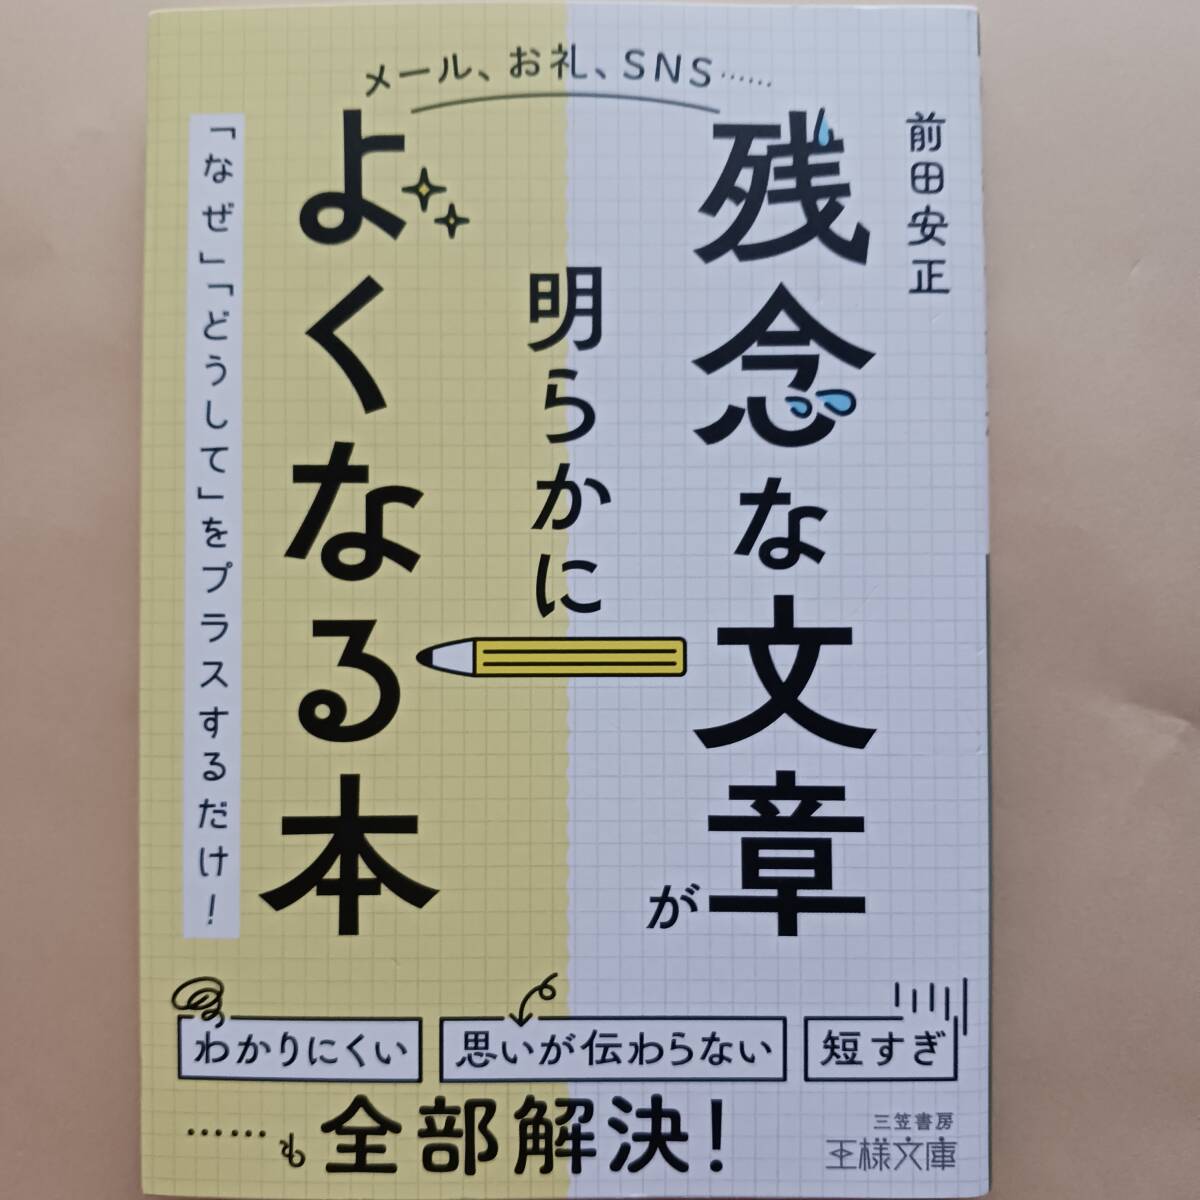 メール、お礼、SNS……
前田安正
残念な文章が
明らかに
よくなる本
「なぜ」「どうして」をプラスするだけ!
わかりにくい
思いが伝わらない
短すぎ
……も全部解決!
三笠書房
王様文庫